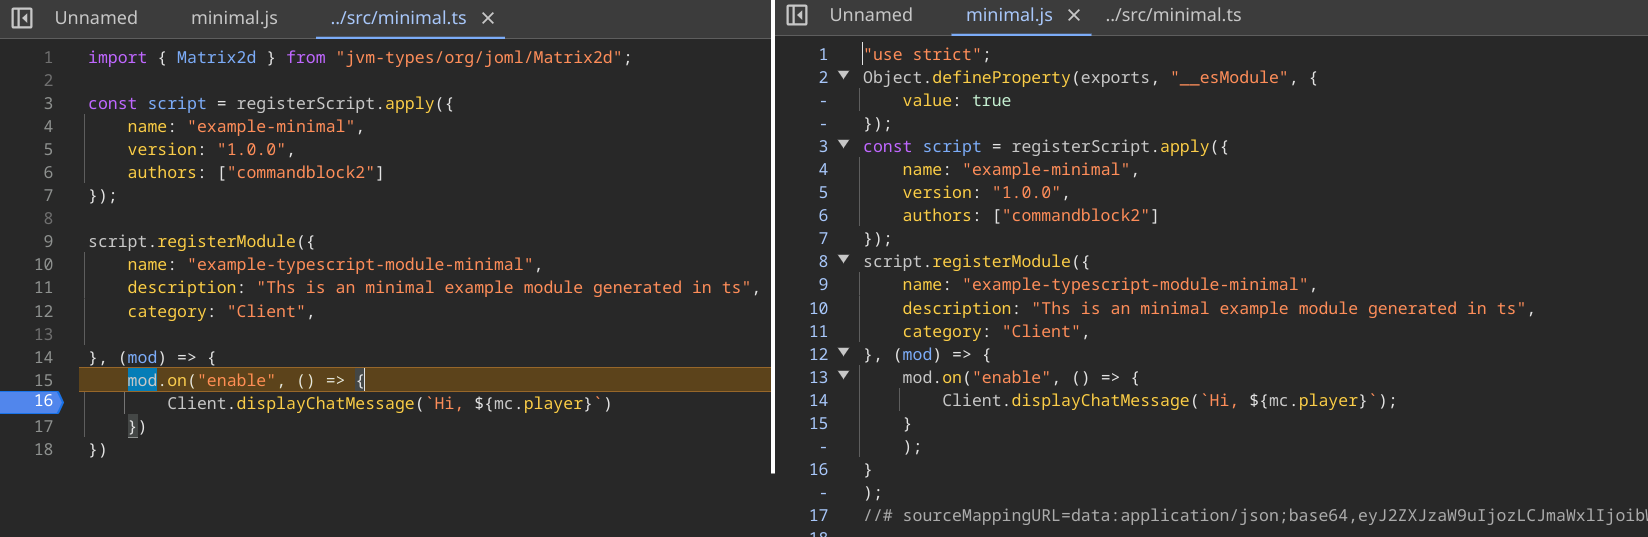 Unnamed minimal.js ../src/minimal.ts ×
1 import { Matrix2d } from "jvm-types/org/joml/Matrix2d";
2
3 const script = registerScript.apply({
4     name: "example-minimal",
5     version: "1.0.0",
6     authors: ["commandblock2"]
7 });
8
9 script.registerModule({
10     name: "example-typescript-module-minimal",
11     description: "Ths is an minimal example module generated in ts",
12     category: "Client",
13
14 }, (mod) => {
15     mod.on("enable", () => {
16         Client.displayChatMessage(`Hi, ${mc.player}`)
17     })
18 })
Unnamed minimal.js × ../src/minimal.ts
1 "use strict";
2 Object.defineProperty(exports, "__esModule", {
-     value: true
- });
3 const script = registerScript.apply({
4     name: "example-minimal",
5     version: "1.0.0",
6     authors: ["commandblock2"]
7 });
8 script.registerModule({
9     name: "example-typescript-module-minimal",
10     description: "Ths is an minimal example module generated in ts",
11     category: "Client",
12 }, (mod) => {
13     mod.on("enable", () => {
14         Client.displayChatMessage(`Hi, ${mc.player}`);
15     }
-     );
16 }
- );
17 //# sourceMappingURL=data:application/json;base64,eyJ2ZXJzaW9uIjozLCJmaWxlIjoib
18